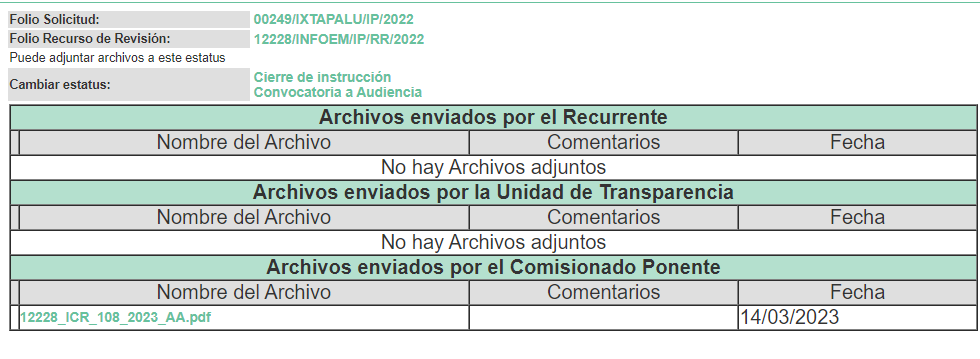 Folio Solicitud: 00249/IXTAPALU/IP/2022
Folio Recurso de Revisión: 12228/INFOEM/IP/RR/2022
Puede adjuntar archivos a este estatus
Cambiar estatus: Cierre de instrucción
Convocatoria a Audiencia
Archivos enviados por el Recurrente
Nombre del Archivo Comentarios Fecha
No hay Archivos adjuntos
Archivos enviados por la Unidad de Transparencia
Nombre del Archivo Comentarios Fecha
No hay Archivos adjuntos
Archivos enviados por el Comisionado Ponente
Nombre del Archivo Comentarios Fecha
12228_ICR_108_2023_AA.pdf 14/03/2023